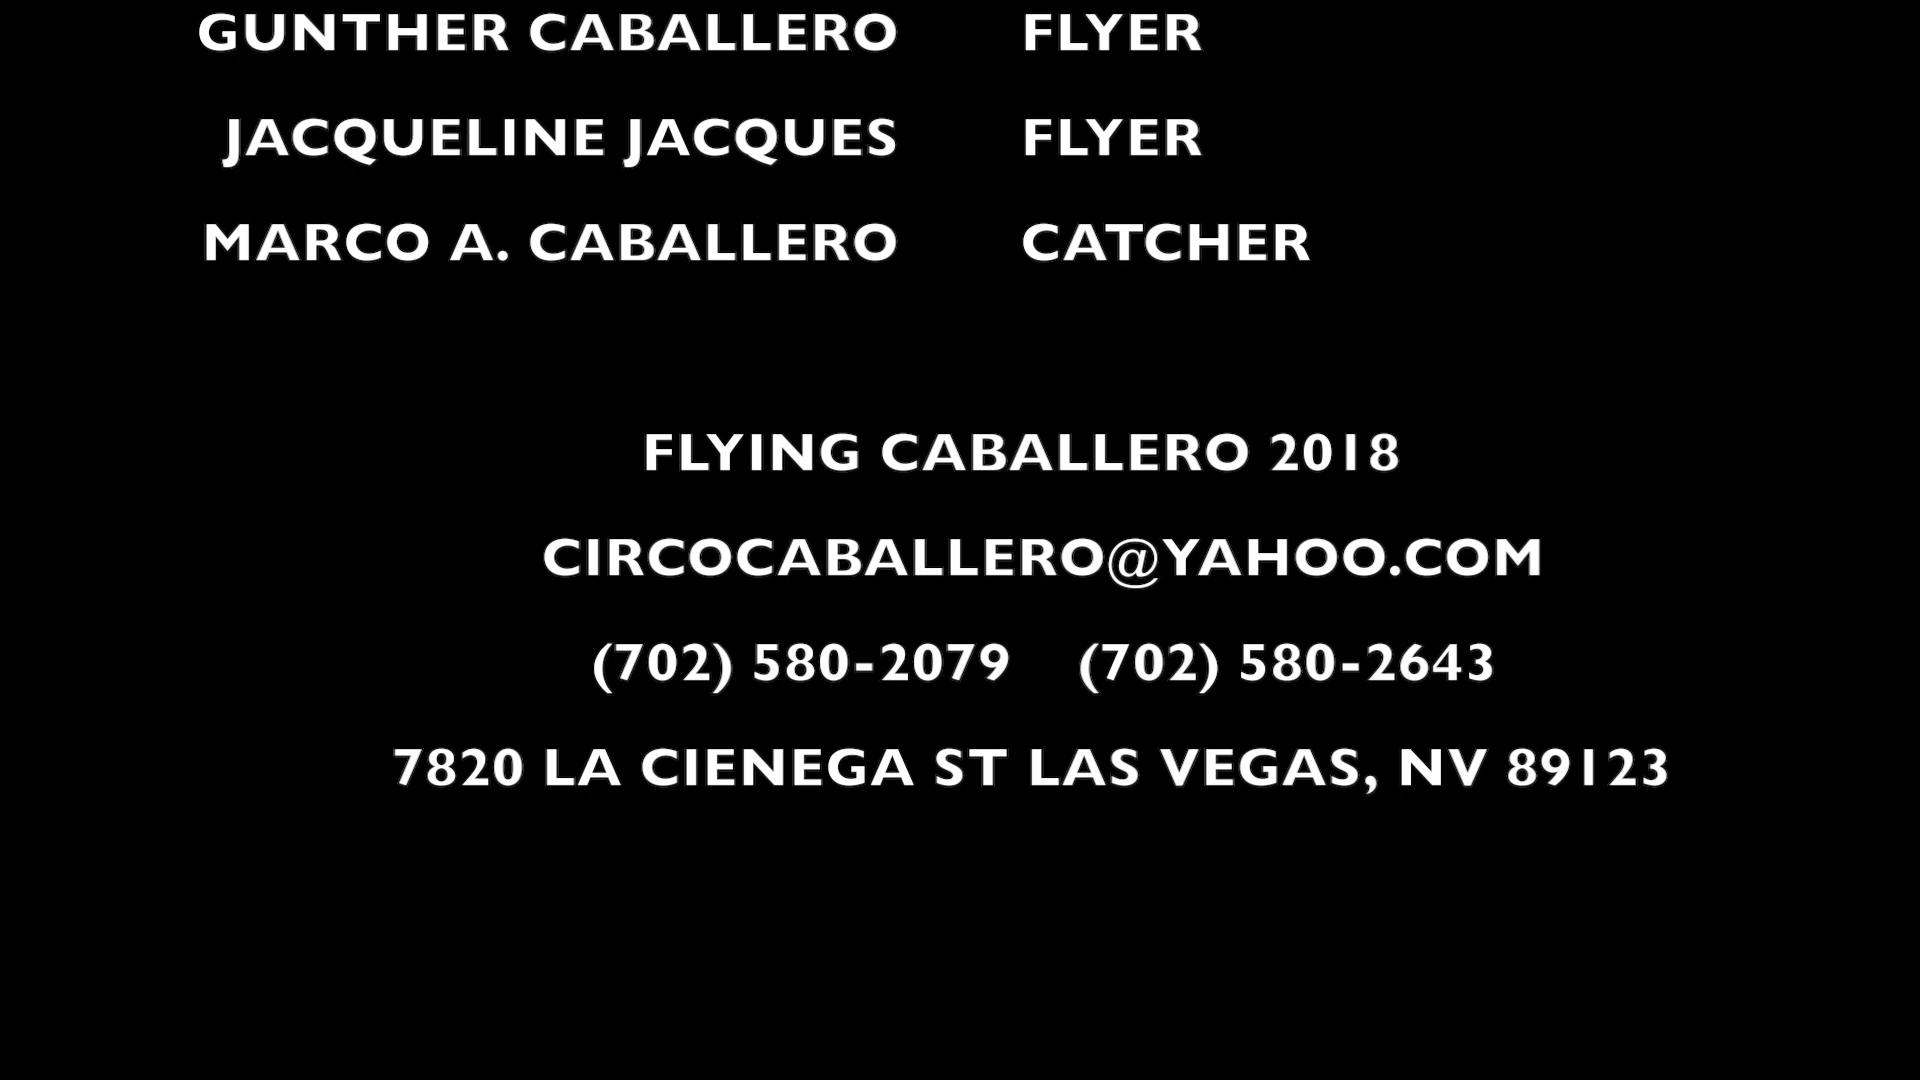 GUNTHER CABALLERO FLYER
JACQUELINE JACQUES FLYER
MARCO A. CABALLERO CATCHER
FLYING CABALLERO 2018
CIRCOCABALLERO@YAHOO.COM
(702) 580-2079 (702) 580-2643
7820 LA CIENEGA ST LAS VEGAS, NV 89123